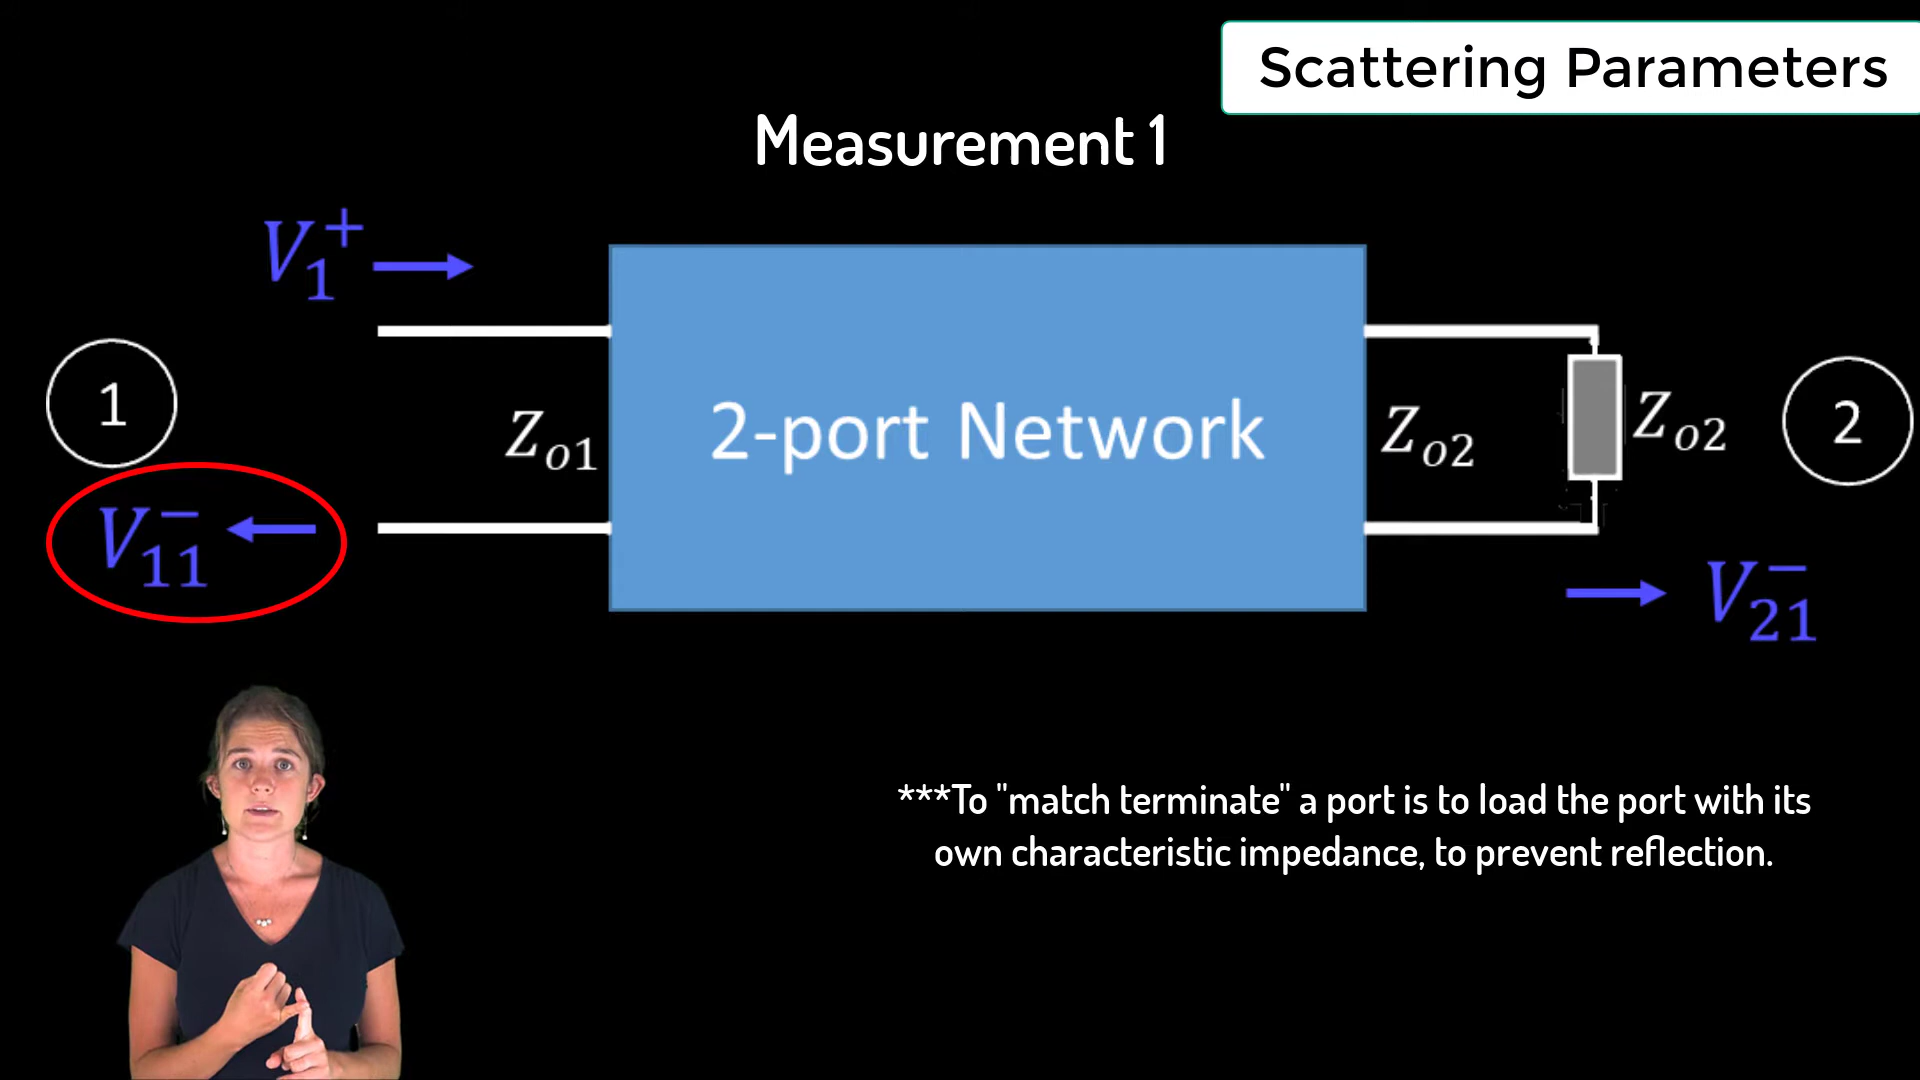 Scattering Parameters
Measurement 1
V₁⁺
1
Zₒ₁
2-port Network
Zₒ₂
Zₒ₂
2
V₁₁⁻
V₂₁⁻
***To "match terminate" a port is to load the port with its
own characteristic impedance, to prevent reflection.